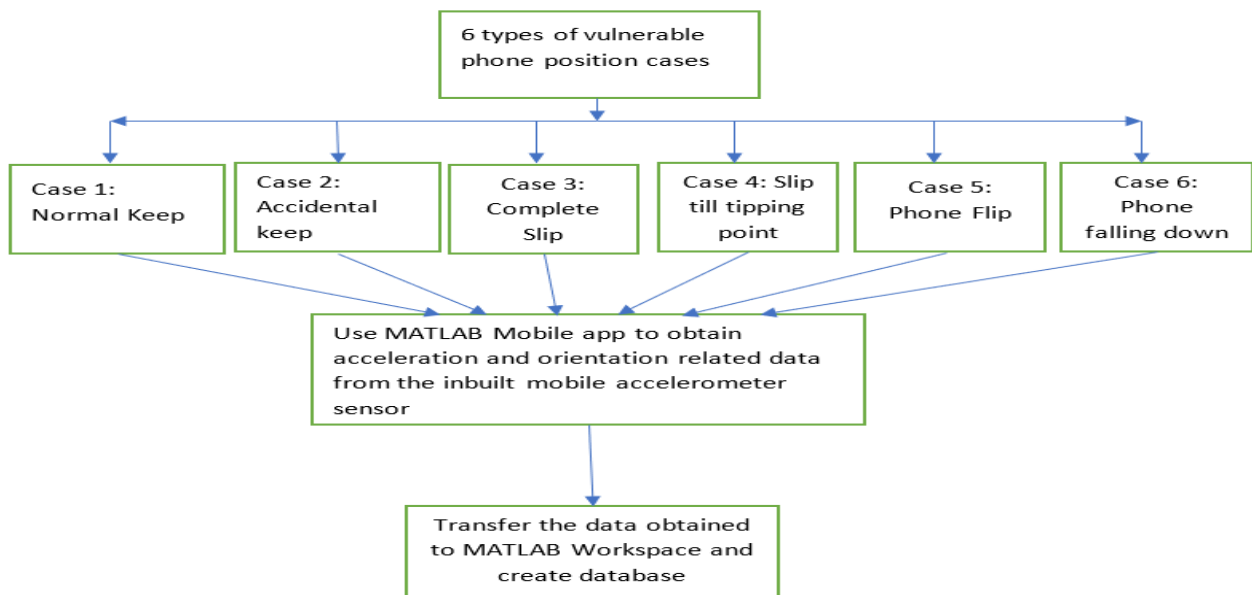 6 types of vulnerable
phone position cases
Case 1:
Normal Keep
Case 2:
Accidental
keep
Case 3:
Complete
Slip
Case 4: Slip
till tipping
point
Case 5:
Phone Flip
Case 6:
Phone
falling down
Use MATLAB Mobile app to obtain
acceleration and orientation related data
from the inbuilt mobile accelerometer
sensor
Transfer the data obtained
to MATLAB Workspace and
create database